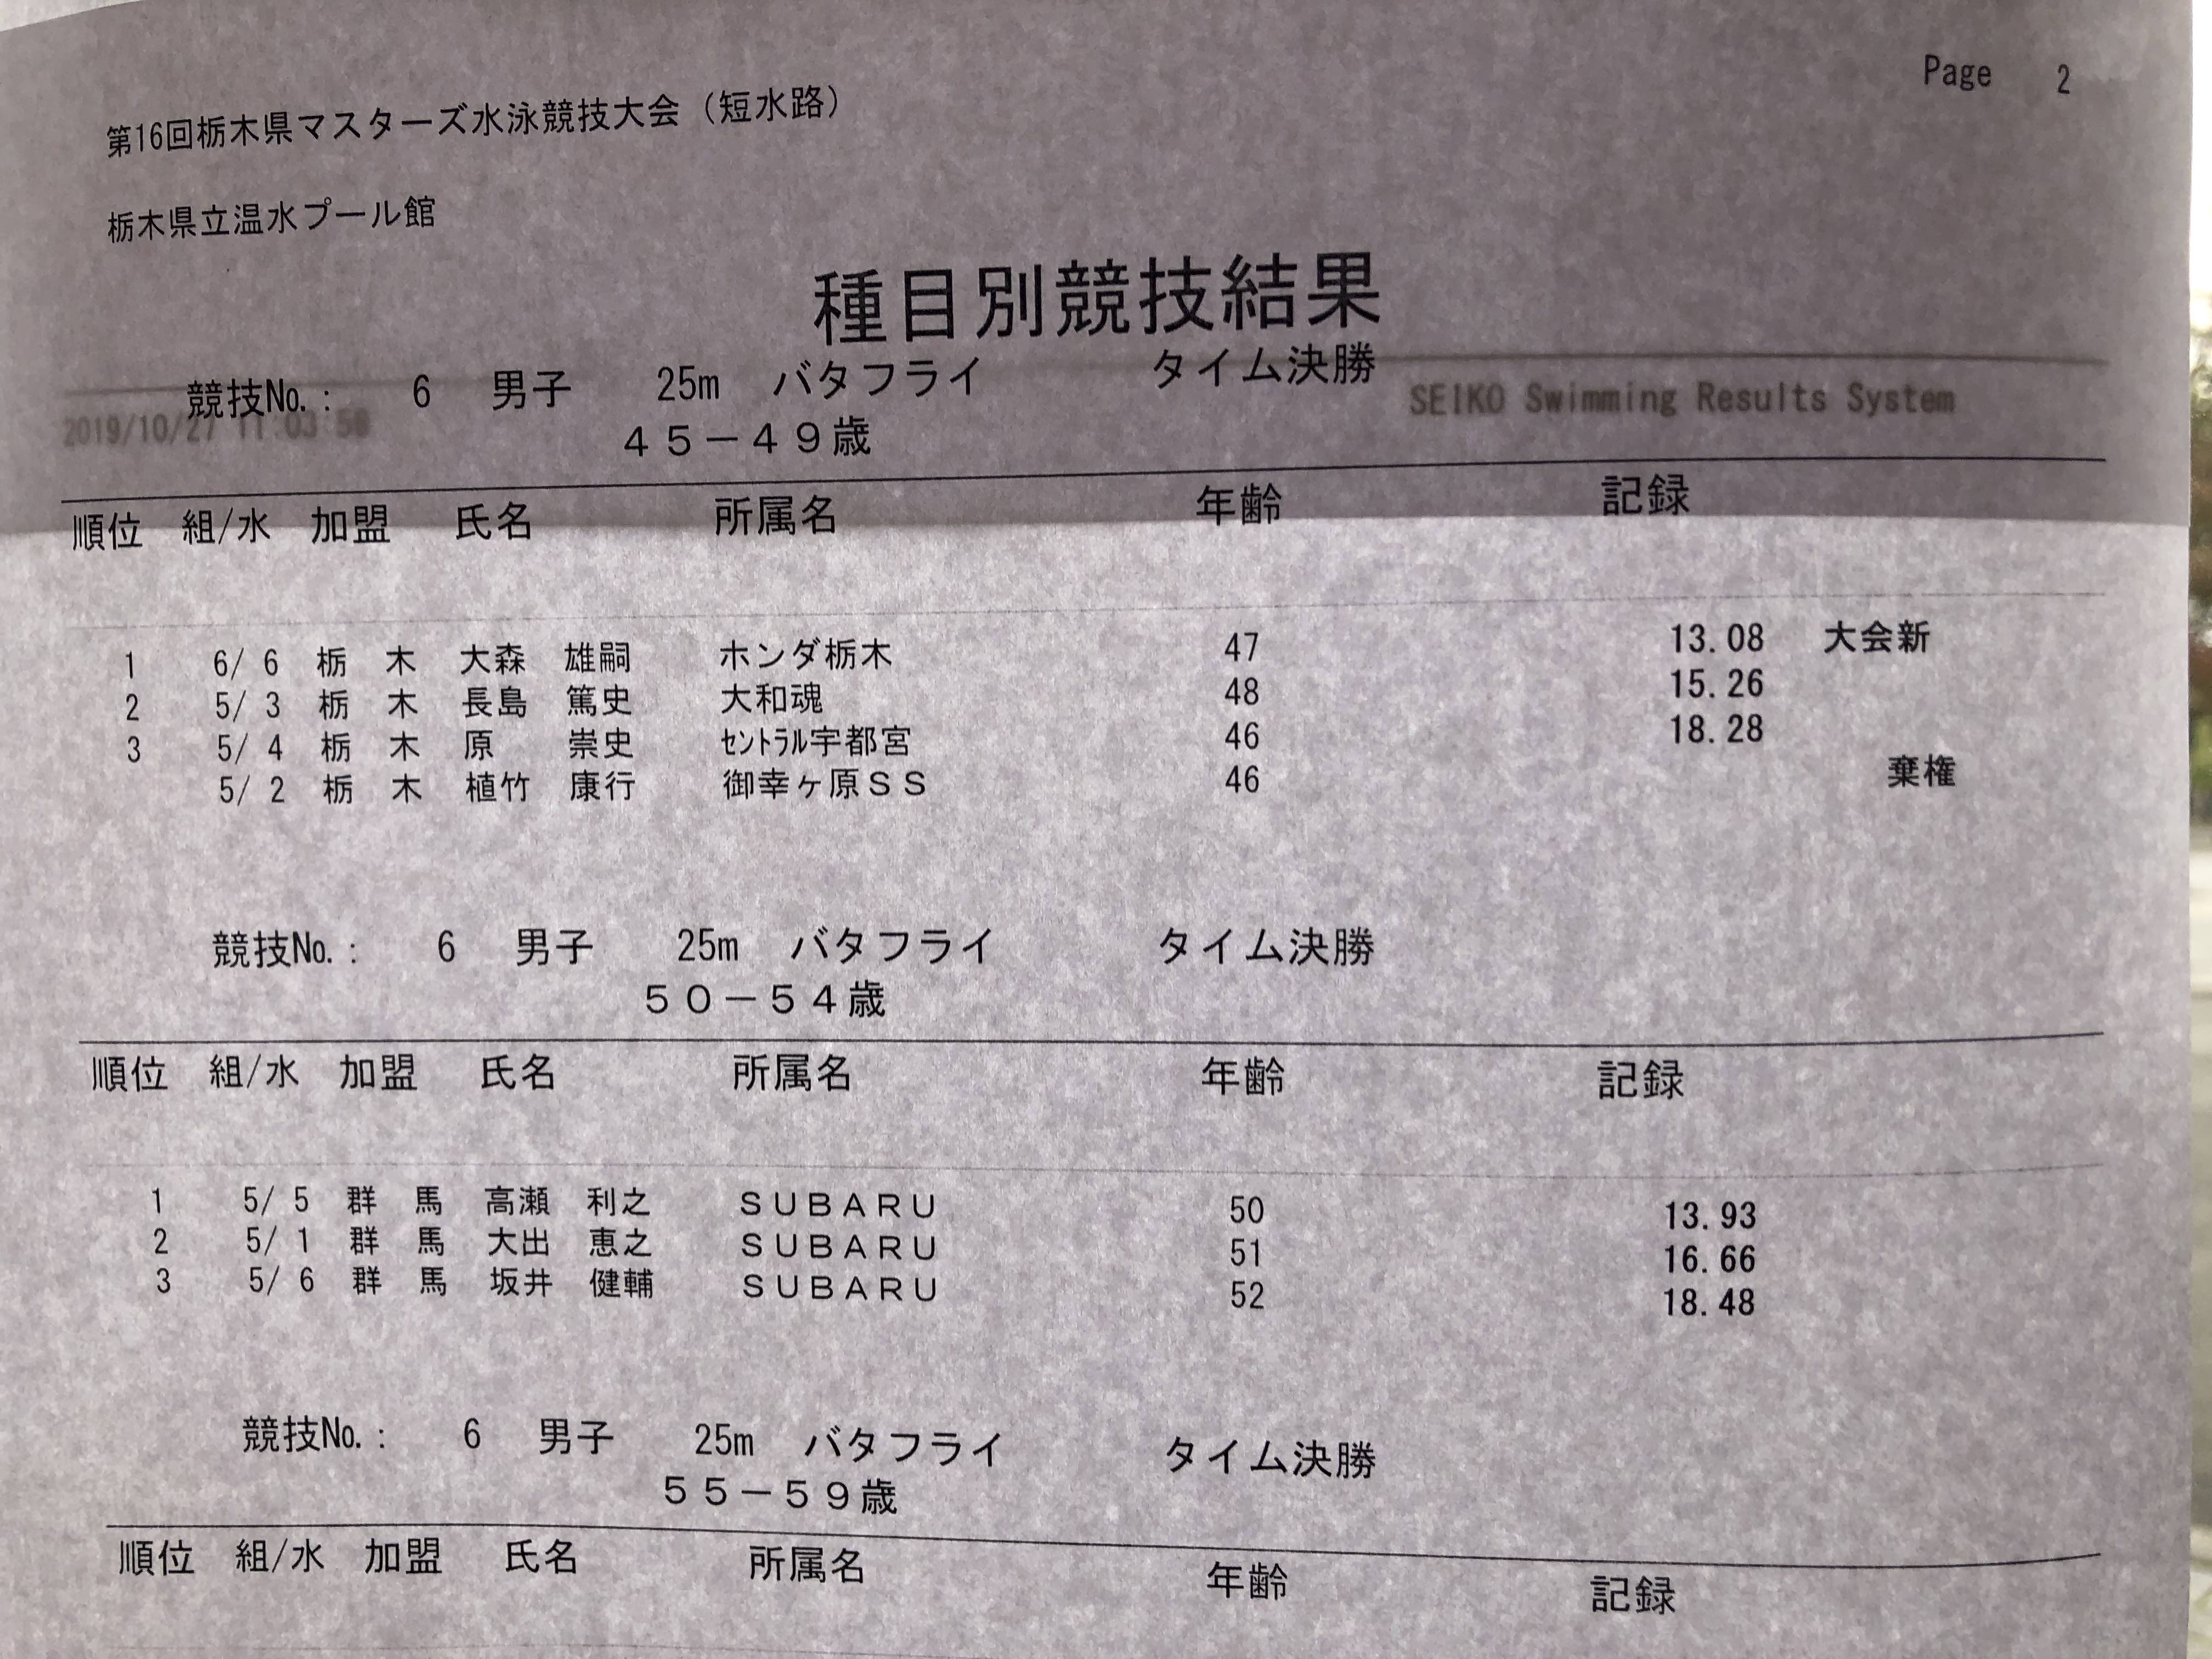 Page 2
第16回栃木県マスターズ水泳競技大会（短水路）
栃木県立温水プール館
種目別競技結果
競技No.: 6 男子 25m バタフライ タイム決勝
2019/10/27 11:03:56 SEIKO Swimming Results System
４５－４９歳
順位 組/水 加盟 氏名 所属名 年齢 記録
1 6/ 6 栃 木 大森 雄嗣 ホンダ栃木 47 13.08 大会新
2 5/ 3 栃 木 長島 篤史 大和魂 48 15.26
3 5/ 4 栃 木 原 崇史 ｾﾝﾄﾗﾙ宇都宮 46 18.28
5/ 2 栃 木 植竹 康行 御幸ヶ原ＳＳ 46 棄権
競技No.: 6 男子 25m バタフライ タイム決勝
５０－５４歳
順位 組/水 加盟 氏名 所属名 年齢 記録
1 5/ 5 群 馬 高瀬 利之 ＳＵＢＡＲＵ 50 13.93
2 5/ 1 群 馬 大出 恵之 ＳＵＢＡＲＵ 51 16.66
3 5/ 6 群 馬 坂井 健輔 ＳＵＢＡＲＵ 52 18.48
競技No.: 6 男子 25m バタフライ タイム決勝
５５－５９歳
順位 組/水 加盟 氏名 所属名 年齢 記録